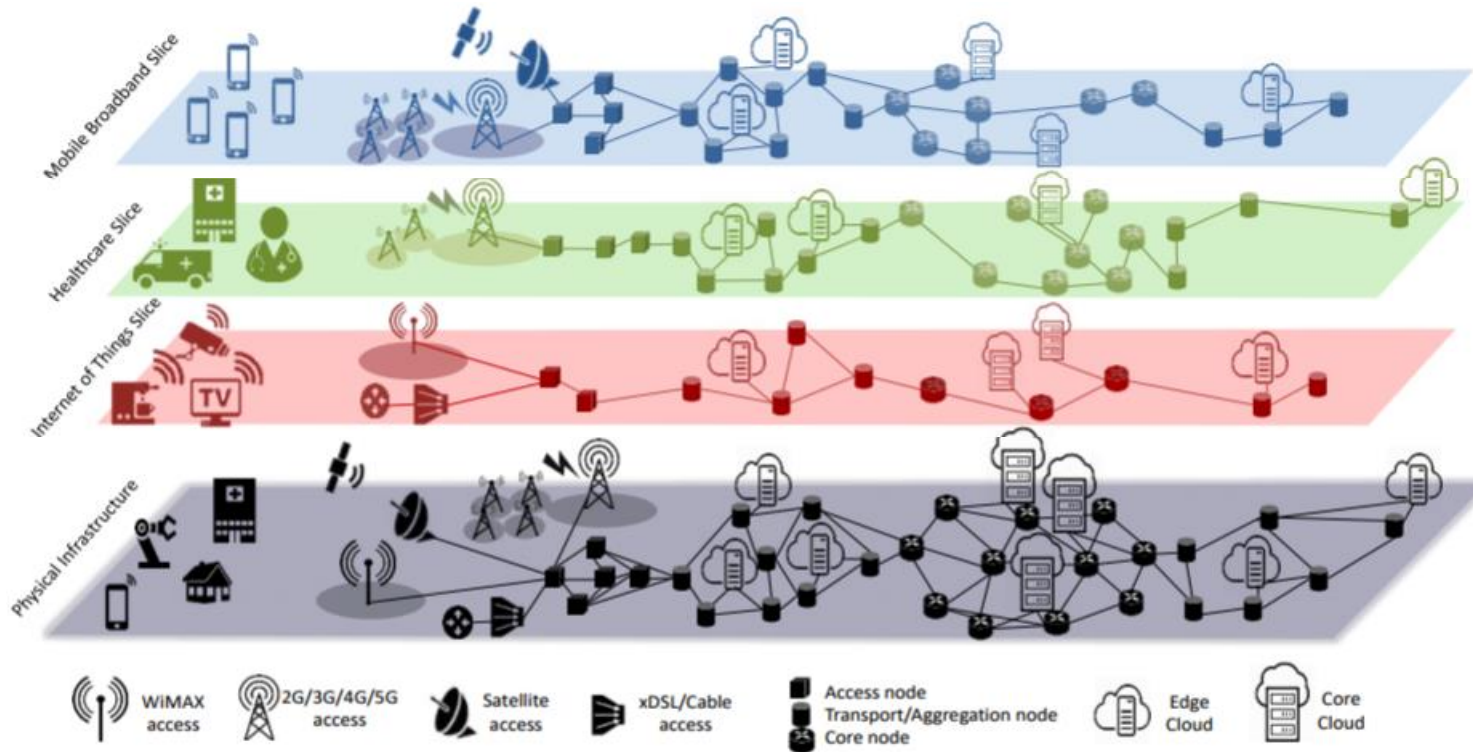 Mobile Broadband Slice
Healthcare Slice
Internet of Things Slice
TV
Physical Infrastructure
WiMAX
access
2G/3G/4G/5G
access
Satellite
access
xDSL/Cable
access
Access node
Transport/Aggregation node
Core node
Edge
Cloud
Core
Cloud